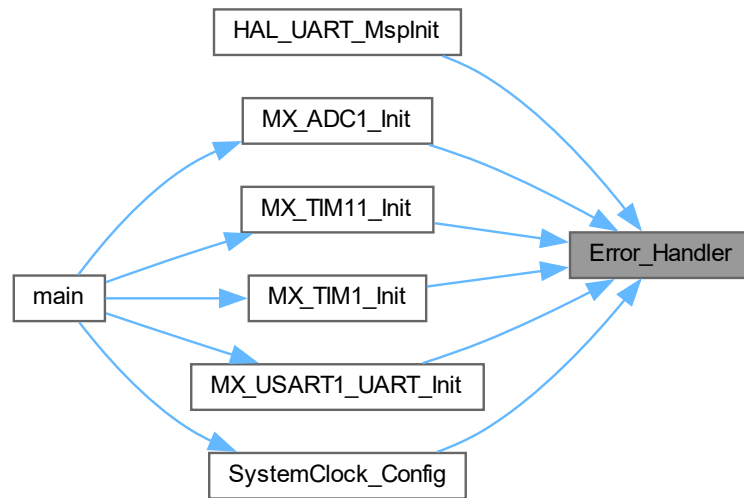 HAL_UART_MspInit
MX_ADC1_Init
MX_TIM11_Init
Error_Handler
main
MX_TIM1_Init
MX_USART1_UART_Init
SystemClock_Config